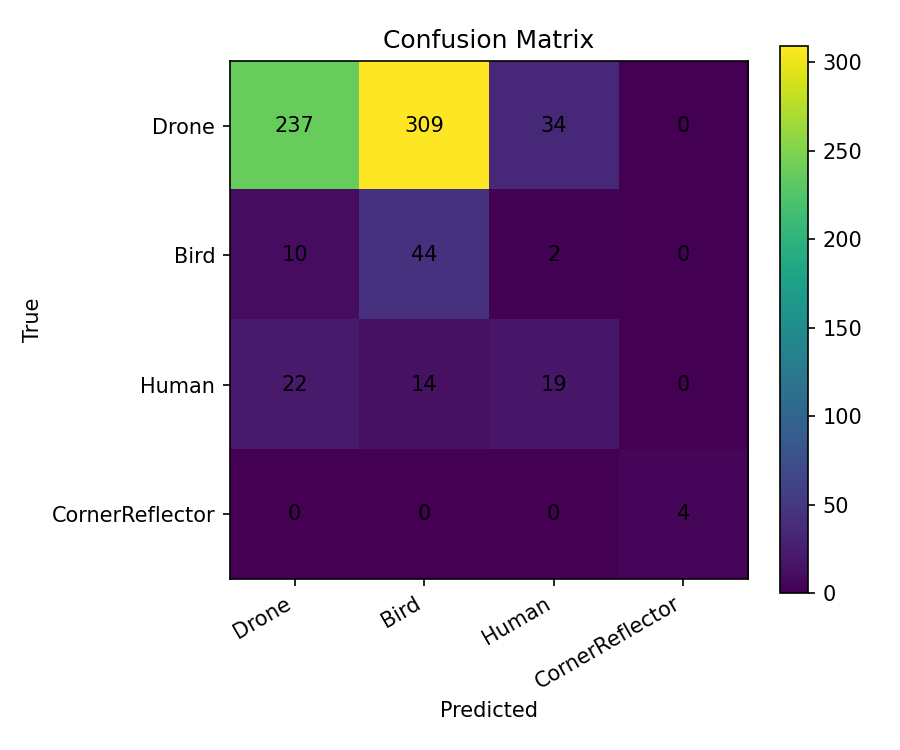 Confusion Matrix
Drone 237 309 34 0
Bird 10 44 2 0
Human 22 14 19 0
CornerReflector 0 0 0 4
Drone Bird Human CornerReflector
Predicted
True
300
250
200
150
100
50
0